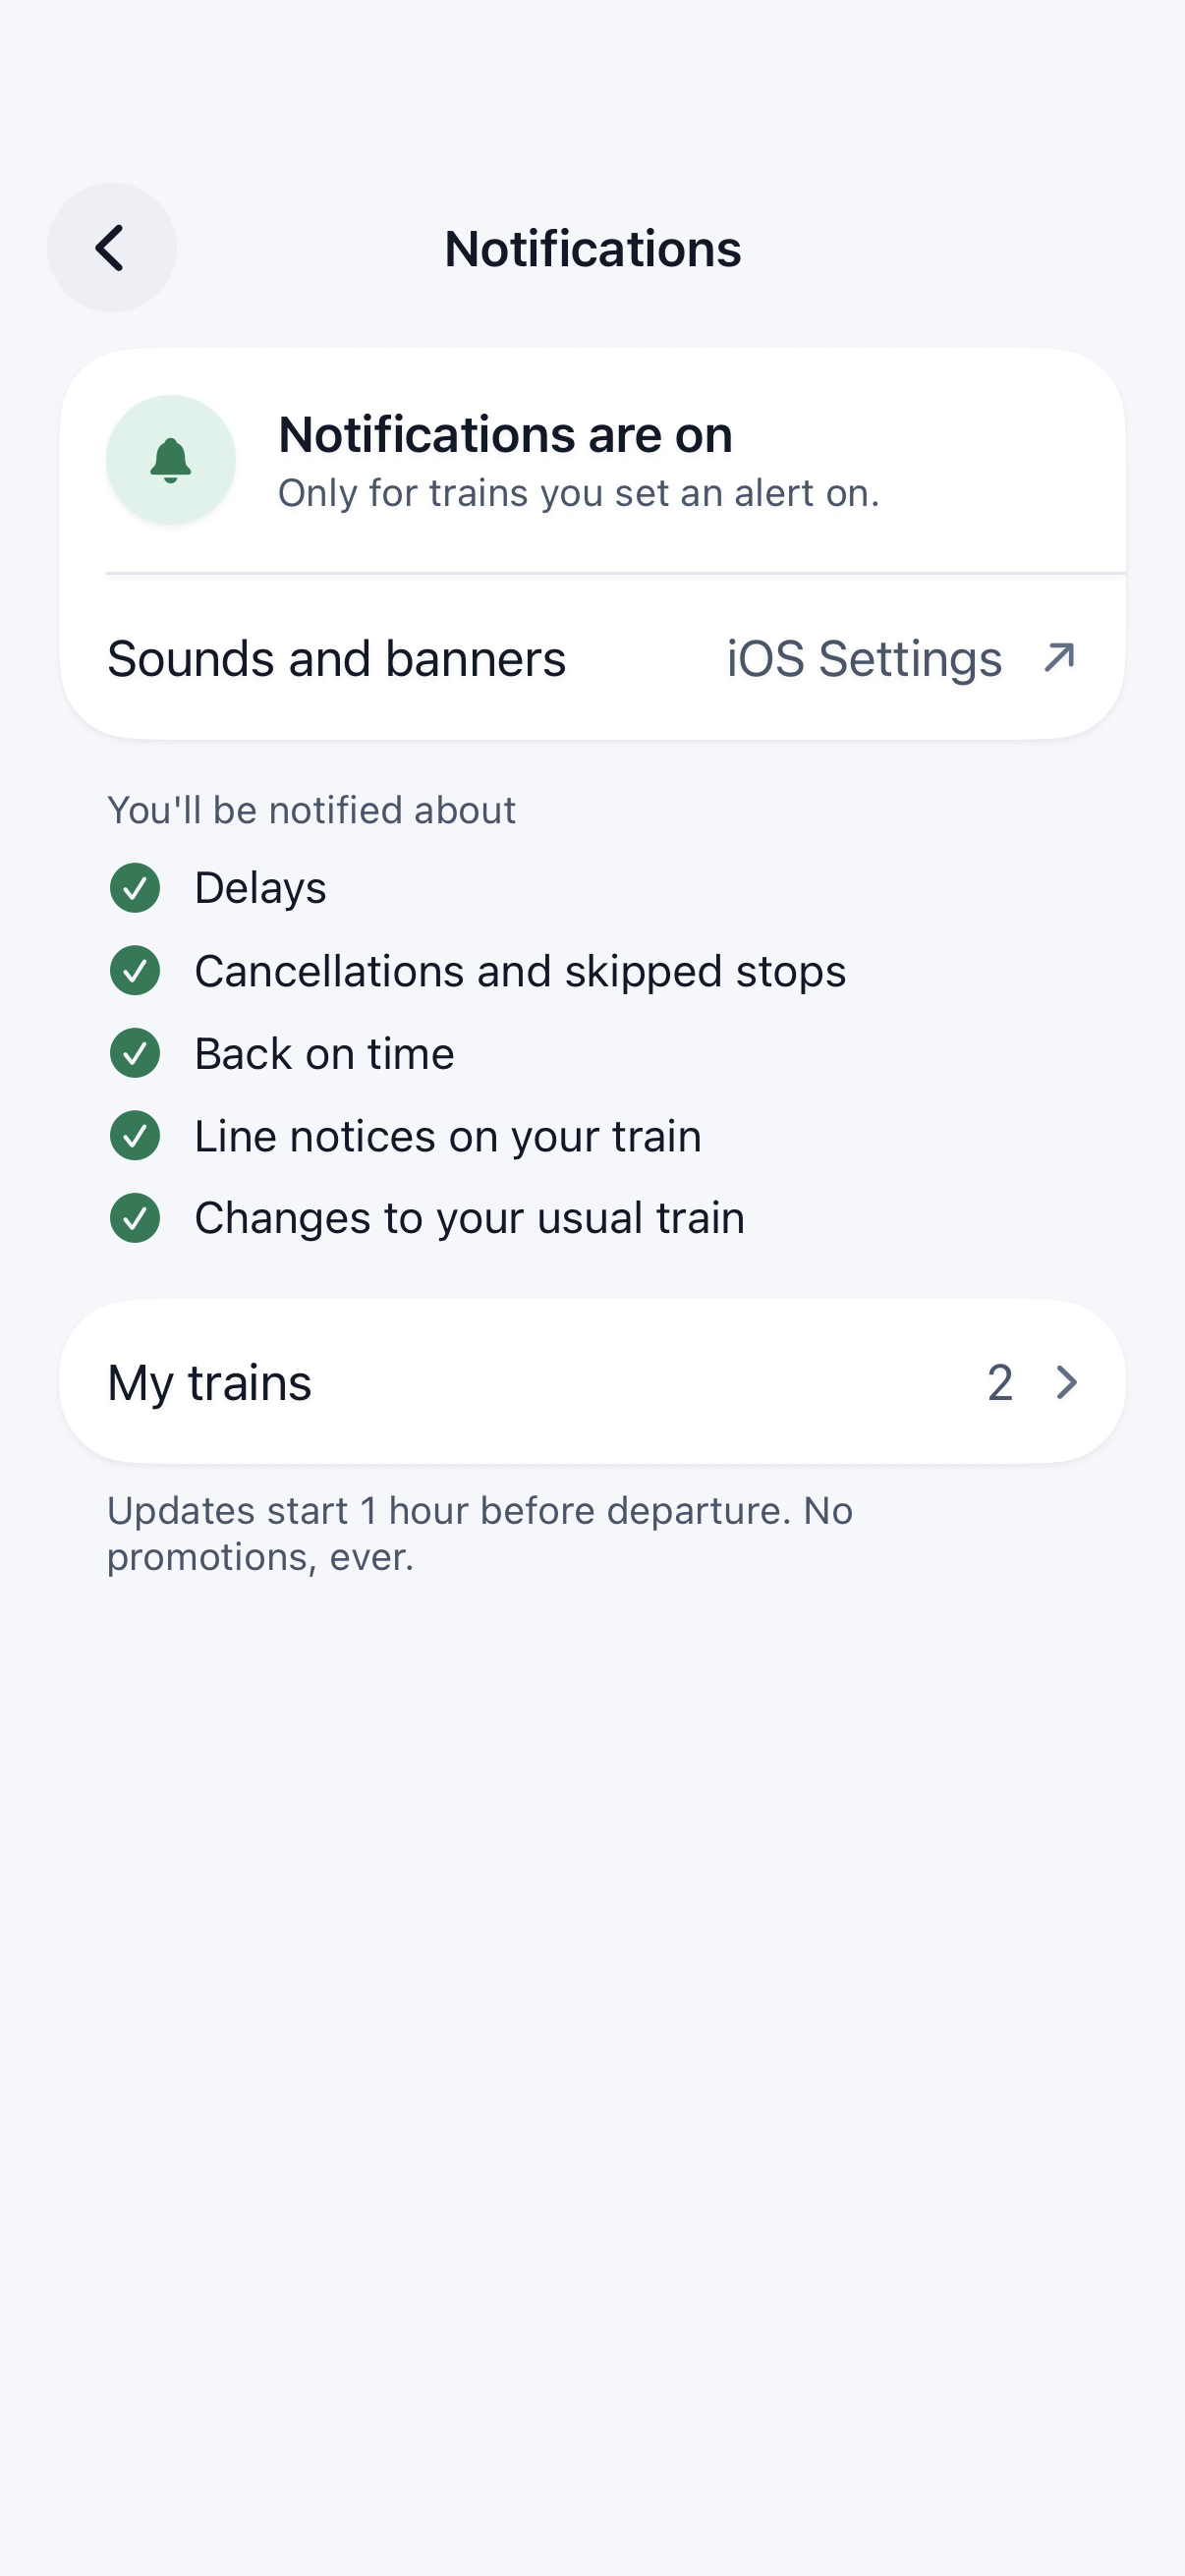 Notifications
Notifications are on
Only for trains you set an alert on.
Sounds and banners iOS Settings
You'll be notified about
Delays
Cancellations and skipped stops
Back on time
Line notices on your train
Changes to your usual train
My trains 2
Updates start 1 hour before departure. No
promotions, ever.